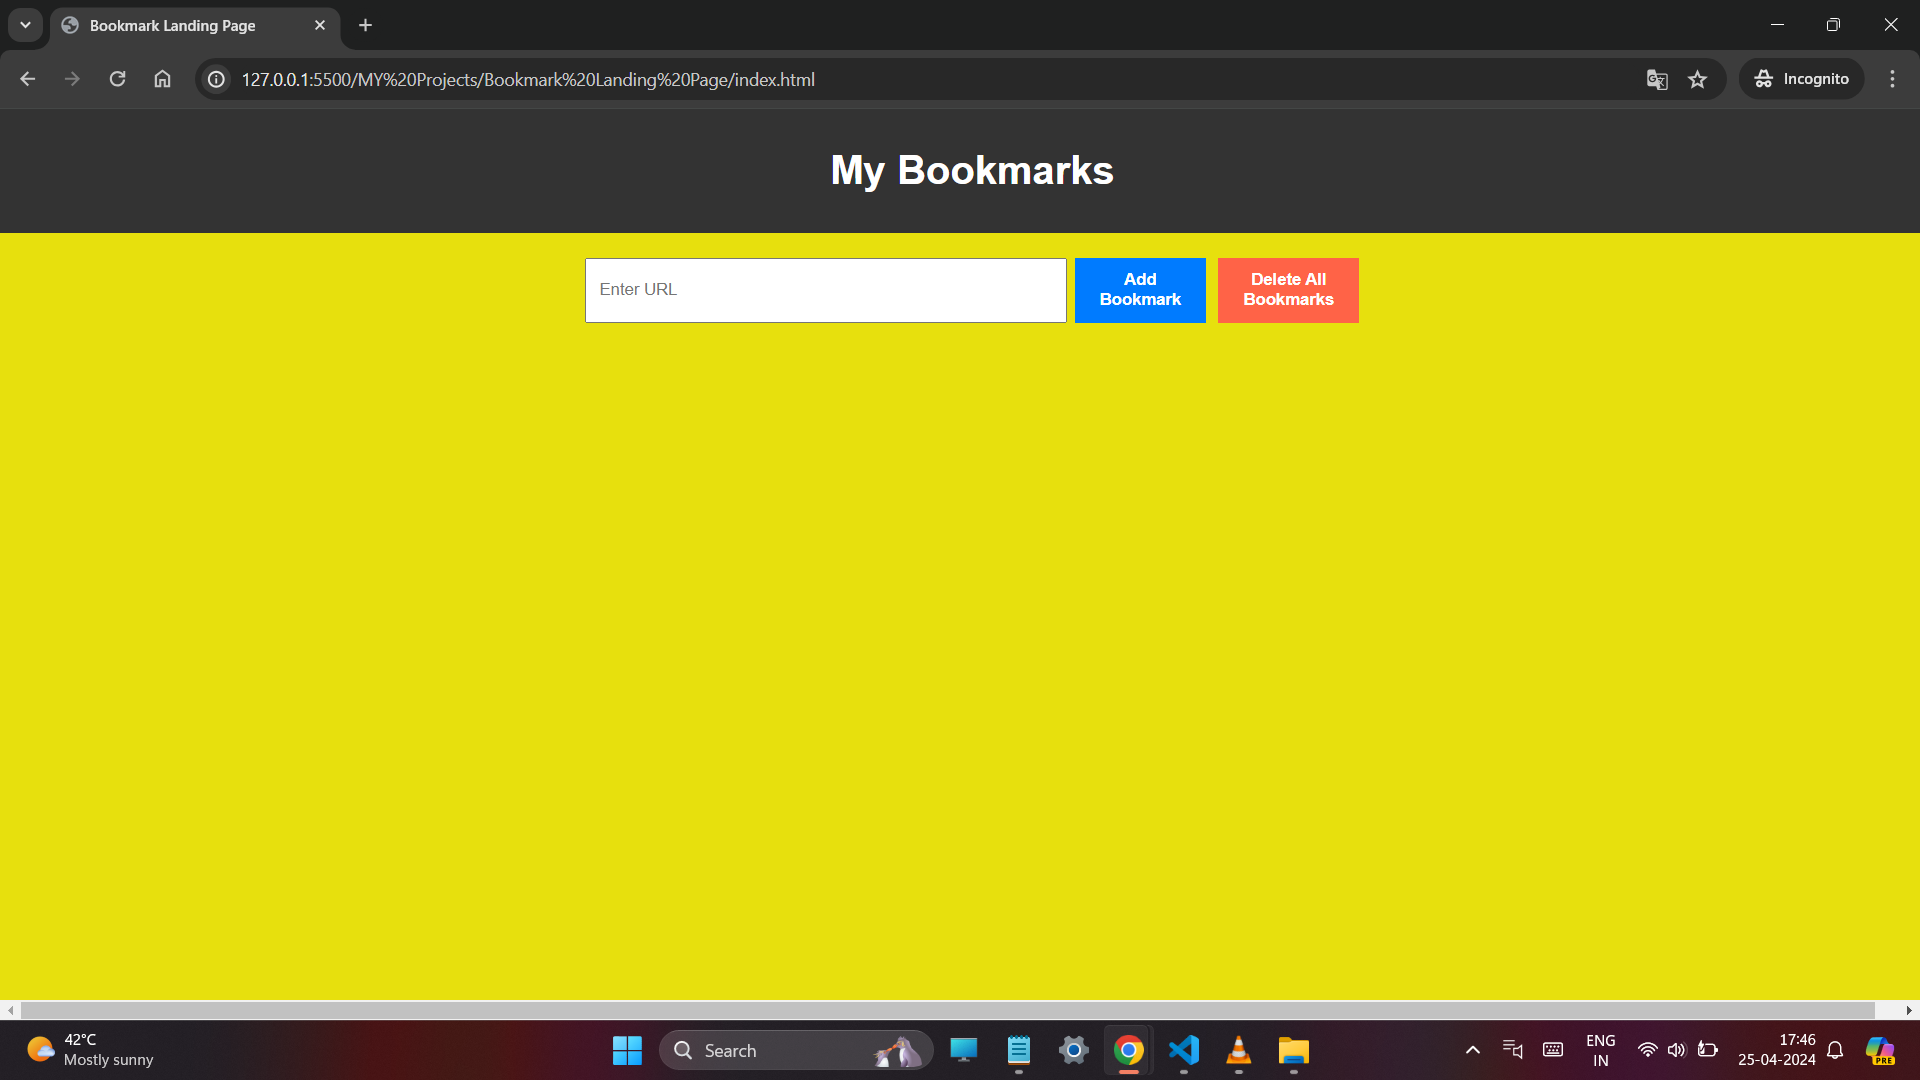 Bookmark Landing Page
127.0.0.1:5500/MY%20Projects/Bookmark%20Landing%20Page/index.html
Incognito
My Bookmarks
Enter URL
Add
Bookmark
Delete All
Bookmarks
42°C
Mostly sunny
Search
ENG
IN
17:46
25-04-2024
PRE